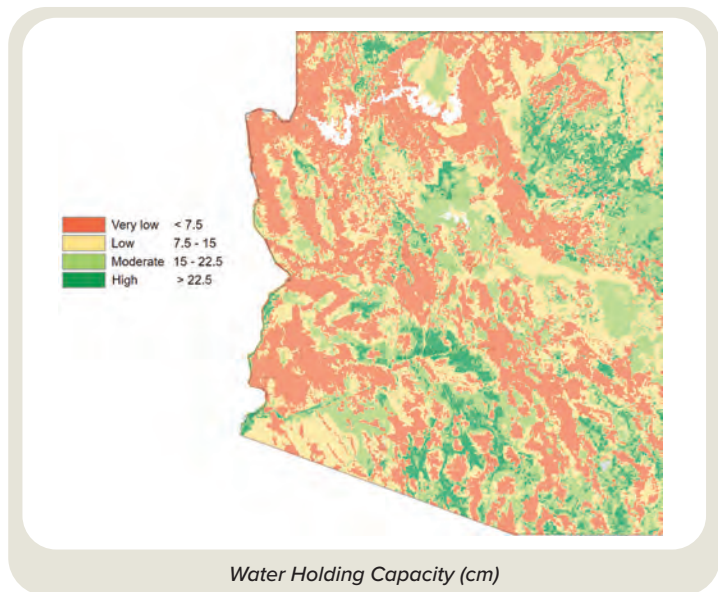 Very low < 7.5
Low 7.5 - 15
Moderate 15 - 22.5
High > 22.5
Water Holding Capacity (cm)